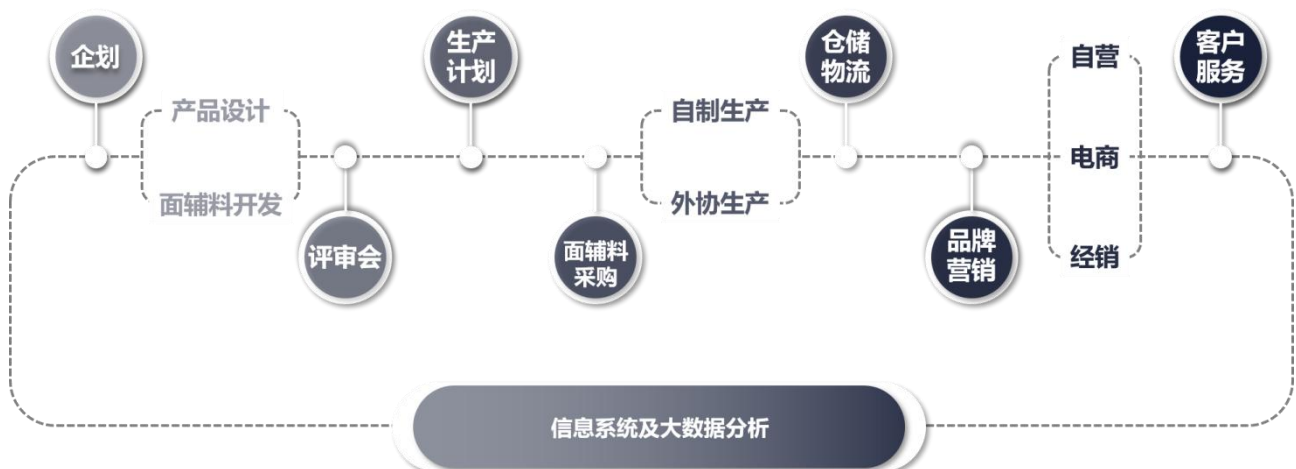 企划
产品设计
面辅料开发
评审会
生产
计划
面辅料
采购
自制生产
外协生产
仓储
物流
品牌
营销
自营
电商
经销
客户
服务
信息系统及大数据分析